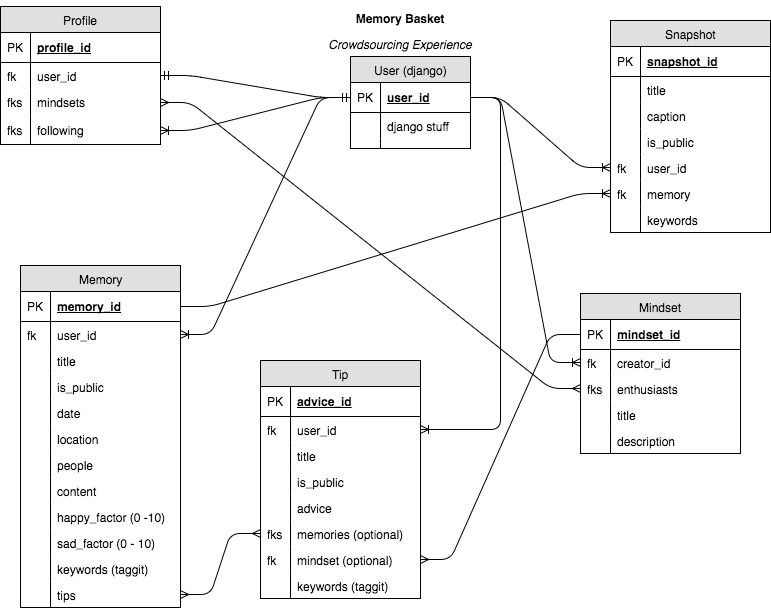 Memory Basket
Crowdsourcing Experience
Profile
PK profile_id
fk user_id
fks mindsets
fks following
User (django)
PK user_id
django stuff
Snapshot
PK snapshot_id
title
caption
is_public
fk user_id
fk memory
keywords
Memory
PK memory_id
fk user_id
title
is_public
date
location
people
content
happy_factor (0 -10)
sad_factor (0 - 10)
keywords (taggit)
tips
Tip
PK advice_id
fk user_id
title
is_public
advice
fks memories (optional)
fk mindset (optional)
keywords (taggit)
Mindset
PK mindset_id
fk creator_id
fks enthusiasts
title
description